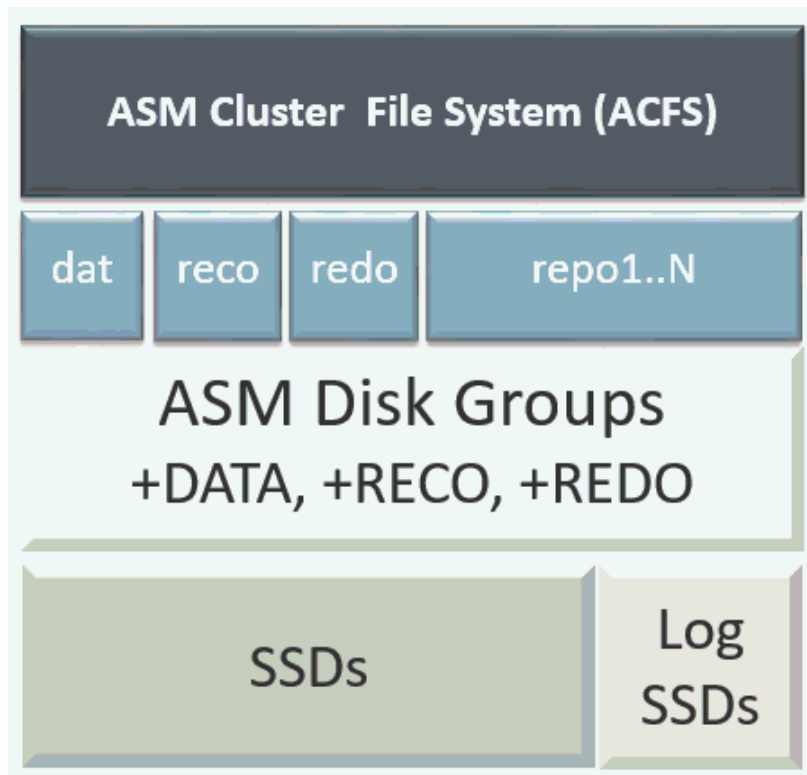 ASM Cluster File System (ACFS)
dat reco redo repo1..N
ASM Disk Groups
+DATA, +RECO, +REDO
SSDs
Log
SSDs